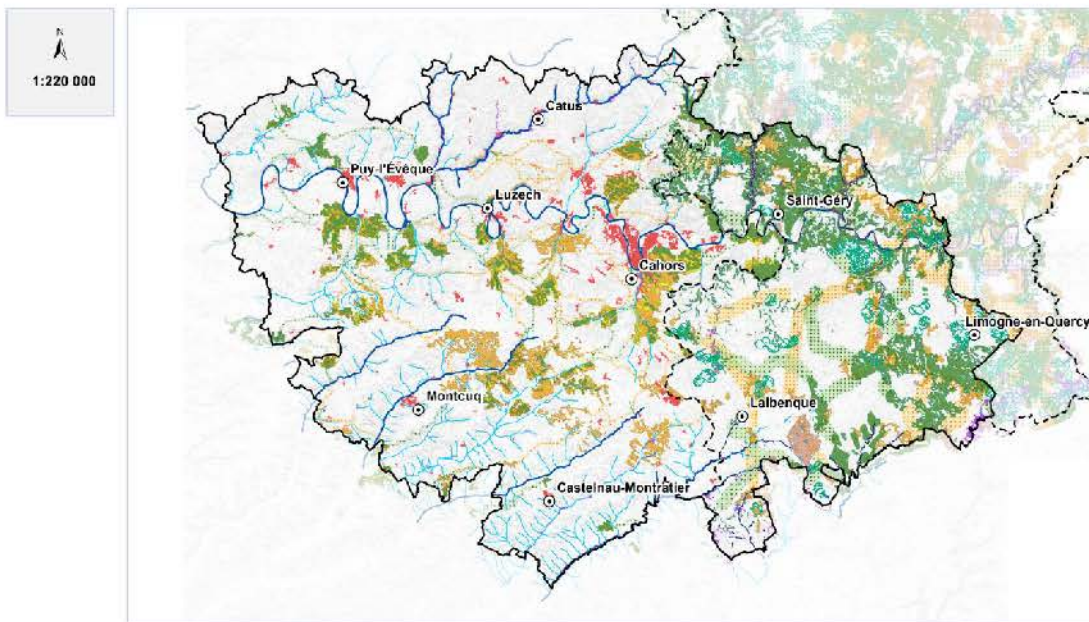 N
1:220 000
Catus
Puy-l'Évêque
Luzech
Saint-Géry
Cahors
Limogne-en-Quercy
Montcuq
Lalbenque
Castelnau-Montratier